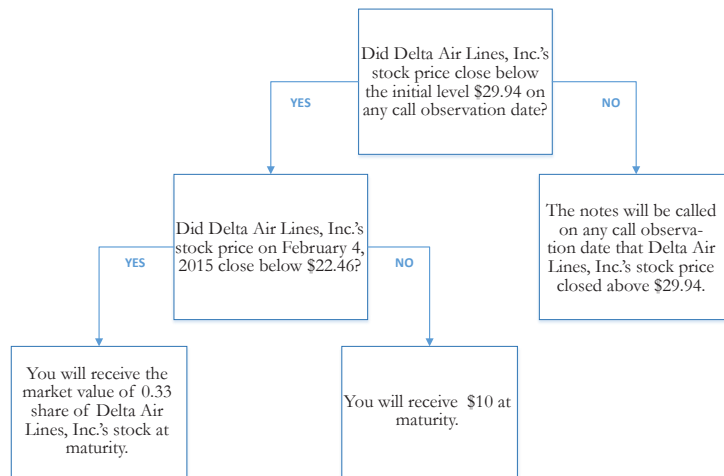 Did Delta Air Lines, Inc.'s
stock price close below
the initial level $29.94 on
any call observation date?
YES
NO
Did Delta Air Lines, Inc.'s
stock price on February 4,
2015 close below $22.46?
The notes will be called
on any call observa-
tion date that Delta Air
Lines, Inc.'s stock price
closed above $29.94.
YES
NO
You will receive the
market value of 0.33
share of Delta Air
Lines, Inc.'s stock at
maturity.
You will receive $10 at
maturity.